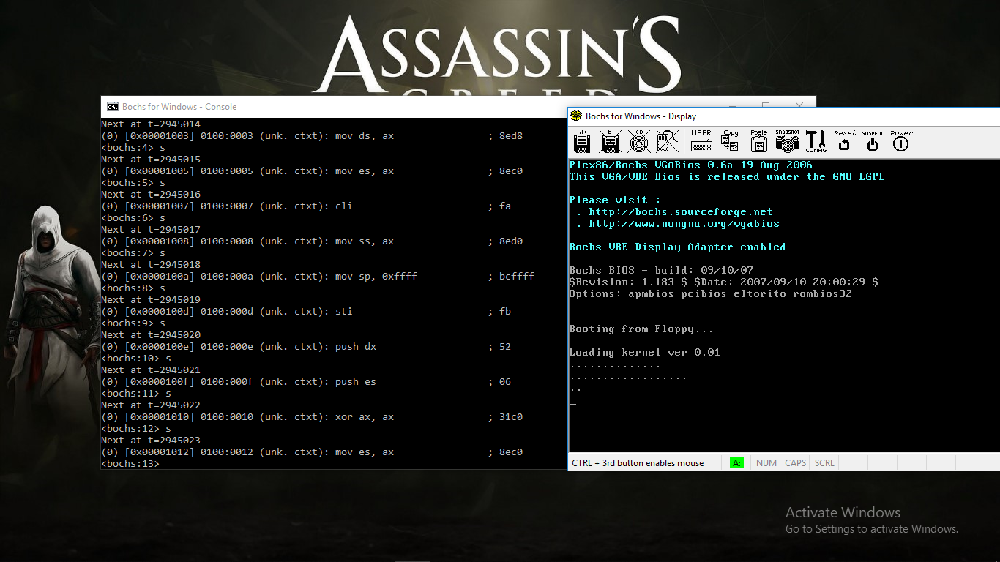 ASSASSIN'S
CREED
Bochs for Windows - Console
Next at t=2945014
(0) [0x00001003] 0100:0003 (unk. ctxt): mov ds, ax ; 8ed8
<bochs:4> s
Next at t=2945015
(0) [0x00001005] 0100:0005 (unk. ctxt): mov es, ax ; 8ec0
<bochs:5> s
Next at t=2945016
(0) [0x00001007] 0100:0007 (unk. ctxt): cli ; fa
<bochs:6> s
Next at t=2945017
(0) [0x00001008] 0100:0008 (unk. ctxt): mov ss, ax ; 8ed0
<bochs:7> s
Next at t=2945018
(0) [0x0000100a] 0100:000a (unk. ctxt): mov sp, 0xffff ; bcffff
<bochs:8> s
Next at t=2945019
(0) [0x0000100d] 0100:000d (unk. ctxt): sti ; fb
<bochs:9> s
Next at t=2945020
(0) [0x0000100e] 0100:000e (unk. ctxt): push dx ; 52
<bochs:10> s
Next at t=2945021
(0) [0x0000100f] 0100:000f (unk. ctxt): push es ; 06
<bochs:11> s
Next at t=2945022
(0) [0x00001010] 0100:0010 (unk. ctxt): xor ax, ax ; 31c0
<bochs:12> s
Next at t=2945023
(0) [0x00001012] 0100:0012 (unk. ctxt): mov es, ax ; 8ec0
<bochs:13>
Bochs for Windows - Display
A: B: CD USER Copy Paste snapshot CONFIG Reset SUSPEND Power
Plex86/Bochs VGABios 0.6a 19 Aug 2006
This VGA/VBE Bios is released under the GNU LGPL
Please visit :
. http://bochs.sourceforge.net
. http://www.nongnu.org/vgabios
Bochs VBE Display Adapter enabled
Bochs BIOS - build: 09/10/07
$Revision: 1.183 $ $Date: 2007/09/10 20:00:29 $
Options: apmbios pcibios eltorito rombios32
Booting from Floppy...
Loading kernel ver 0.01
..............
..................
..
_
CTRL + 3rd button enables mouse A: NUM CAPS SCRL
Activate Windows
Go to Settings to activate Windows.